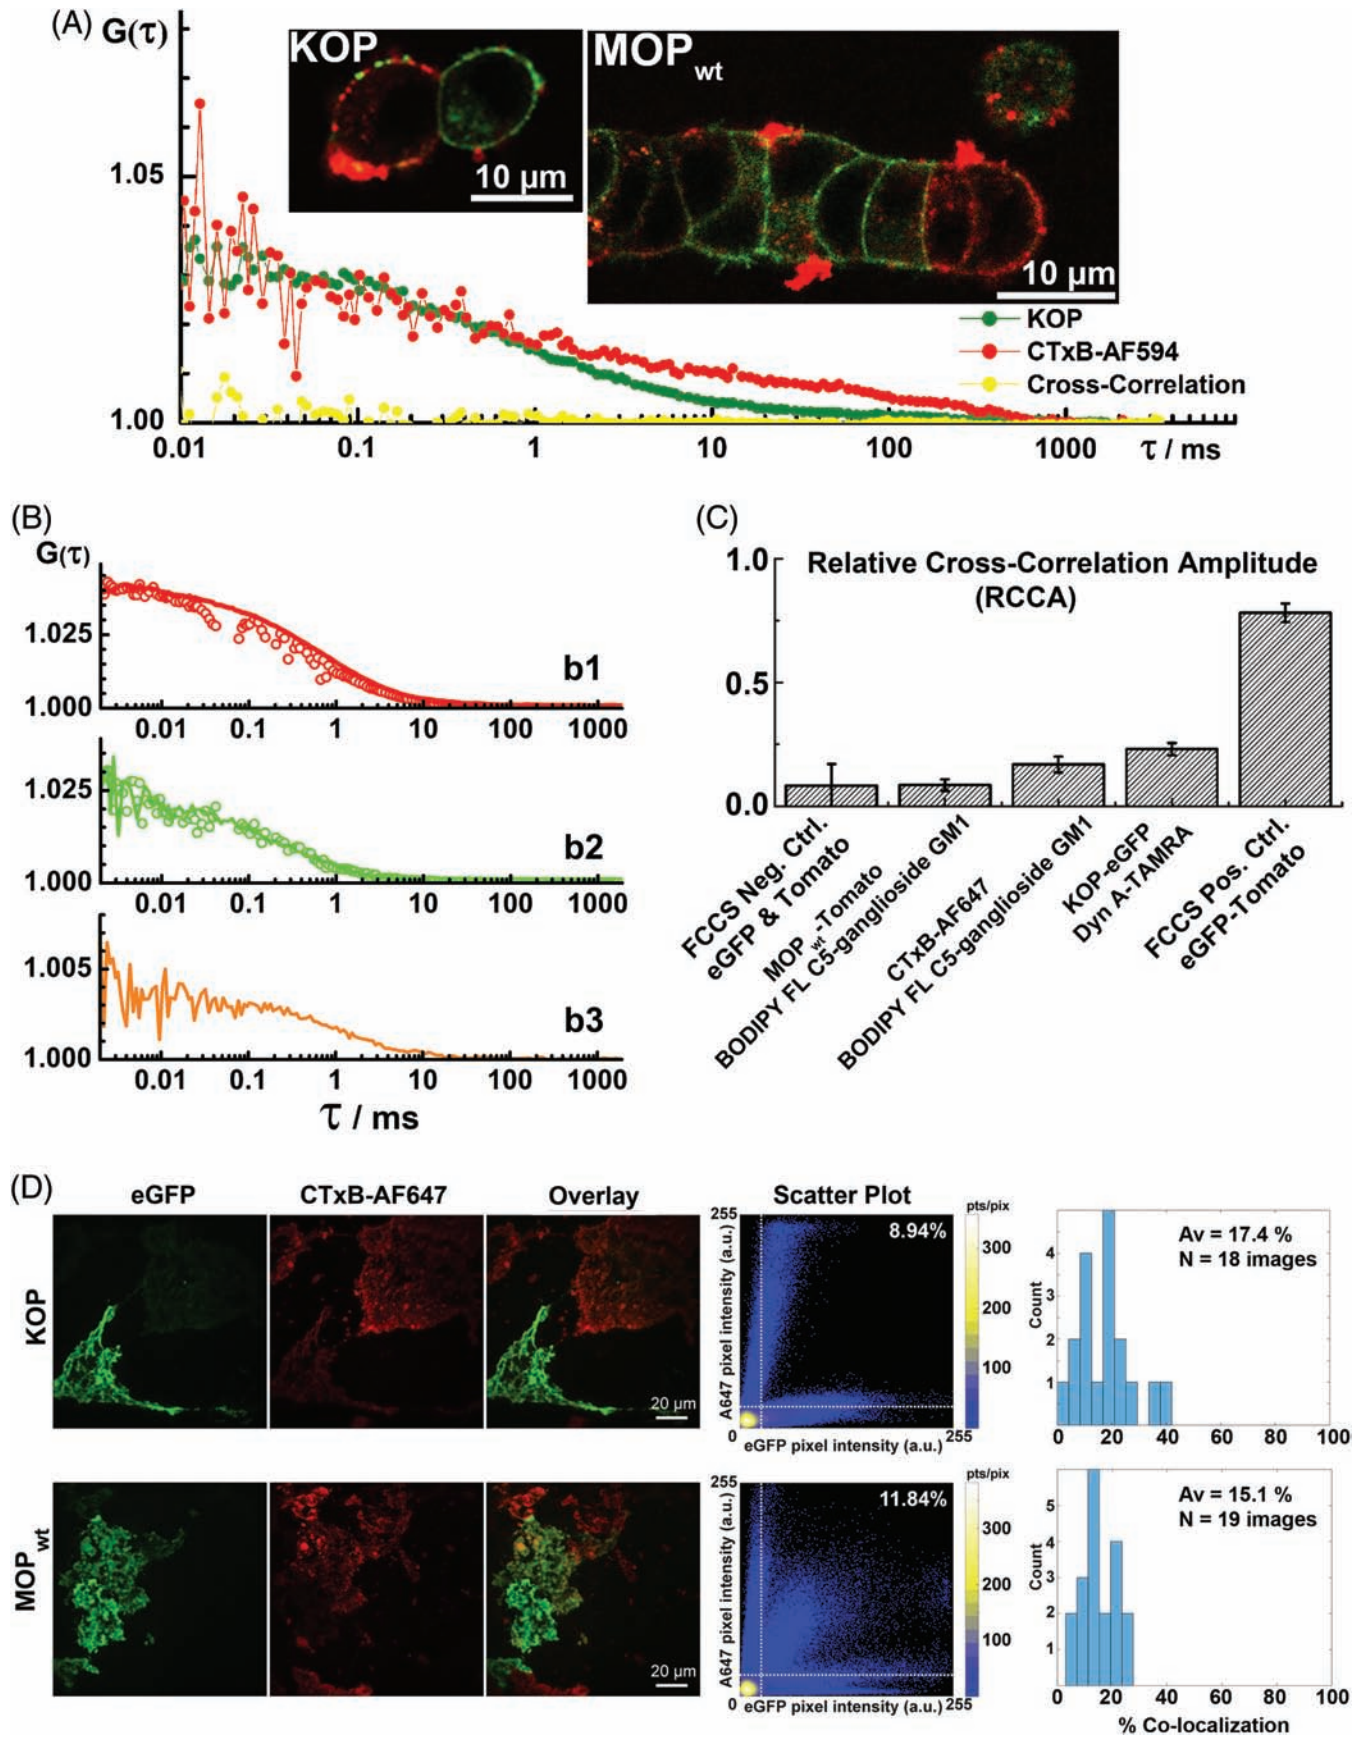 (A)
G(τ)
KOP
10 μm
MOPwt
10 μm
1.05
1.00
KOP
CTxB-AF594
Cross-Correlation
0.01 0.1 1 10 100 1000 τ / ms
(B)
G(τ)
1.025
b1
1.000
0.01 0.1 1 10 100 1000
1.025
b2
1.000
0.01 0.1 1 10 100 1000
1.005
b3
1.000
0.01 0.1 1 10 100 1000
τ / ms
(C)
1.0
Relative Cross-Correlation Amplitude
(RCCA)
0.5
0.0
FCCS Neg. Ctrl.
eGFP & Tomato
MOPwt-Tomato
BODIPY FL C5-ganglioside GM1
CTxB-AF647
BODIPY FL C5-ganglioside GM1
KOP-eGFP
Dyn A-TAMRA
FCCS Pos. Ctrl.
eGFP-Tomato
(D)
eGFP
CTxB-AF647
Overlay
Scatter Plot
KOP
20 μm
255
A647 pixel intensity (a.u.)
8.94%
0
eGFP pixel intensity (a.u.)
255
pts/pix
300
200
100
Count
4
3
2
1
Av = 17.4 %
N = 18 images
0 20 40 60 80 100
MOPwt
20 μm
255
A647 pixel intensity (a.u.)
11.84%
0
eGFP pixel intensity (a.u.)
255
pts/pix
300
200
100
Count
5
4
3
2
1
Av = 15.1 %
N = 19 images
0 20 40 60 80 100
% Co-localization